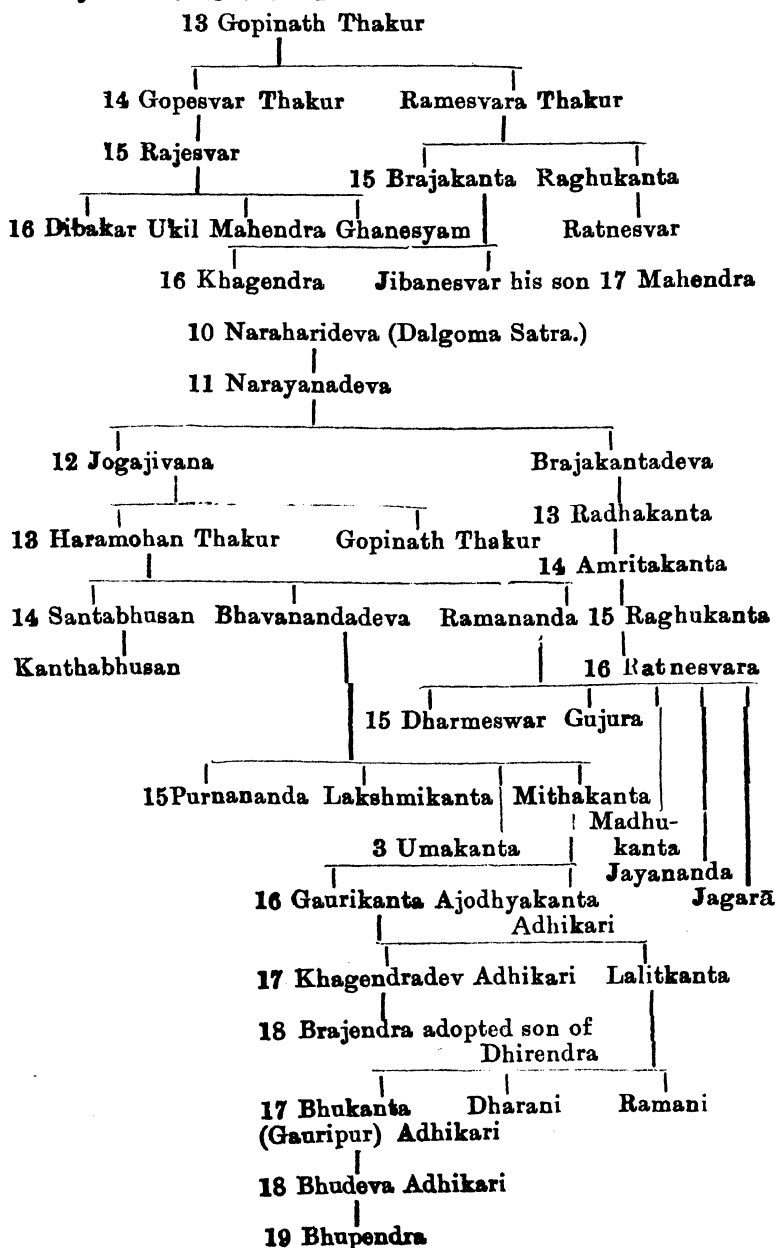 13 Gopinath Thakur
14 Gopesvar Thakur Ramesvara Thakur
15 Rajesvar
15 Brajakanta Raghukanta
16 Dibakar Ukil Mahendra Ghanesyam Ratnesvar
16 Khagendra Jibanesvar his son 17 Mahendra
10 Naraharideva (Dalgoma Satra.)
11 Narayanadeva
12 Jogajivana Brajakantadeva
13 Radhakanta
13 Haramohan Thakur Gopinath Thakur
14 Amritakanta
14 Santabhusan Bhavanandadeva Ramananda 15 Raghukanta
Kanthabhusan 16 Ratnesvara
15 Dharmeswar Gujura
15Purnananda Lakshmikanta Mithakanta
Madhu-
3 Umakanta kanta
Jayananda
16 Gaurikanta Ajodhyakanta Jagarā
Adhikari
17 Khagendradev Adhikari Lalitkanta
18 Brajendra adopted son of
Dhirendra
17 Bhukanta Dharani Ramani
(Gauripur) Adhikari
18 Bhudeva Adhikari
19 Bhupendra